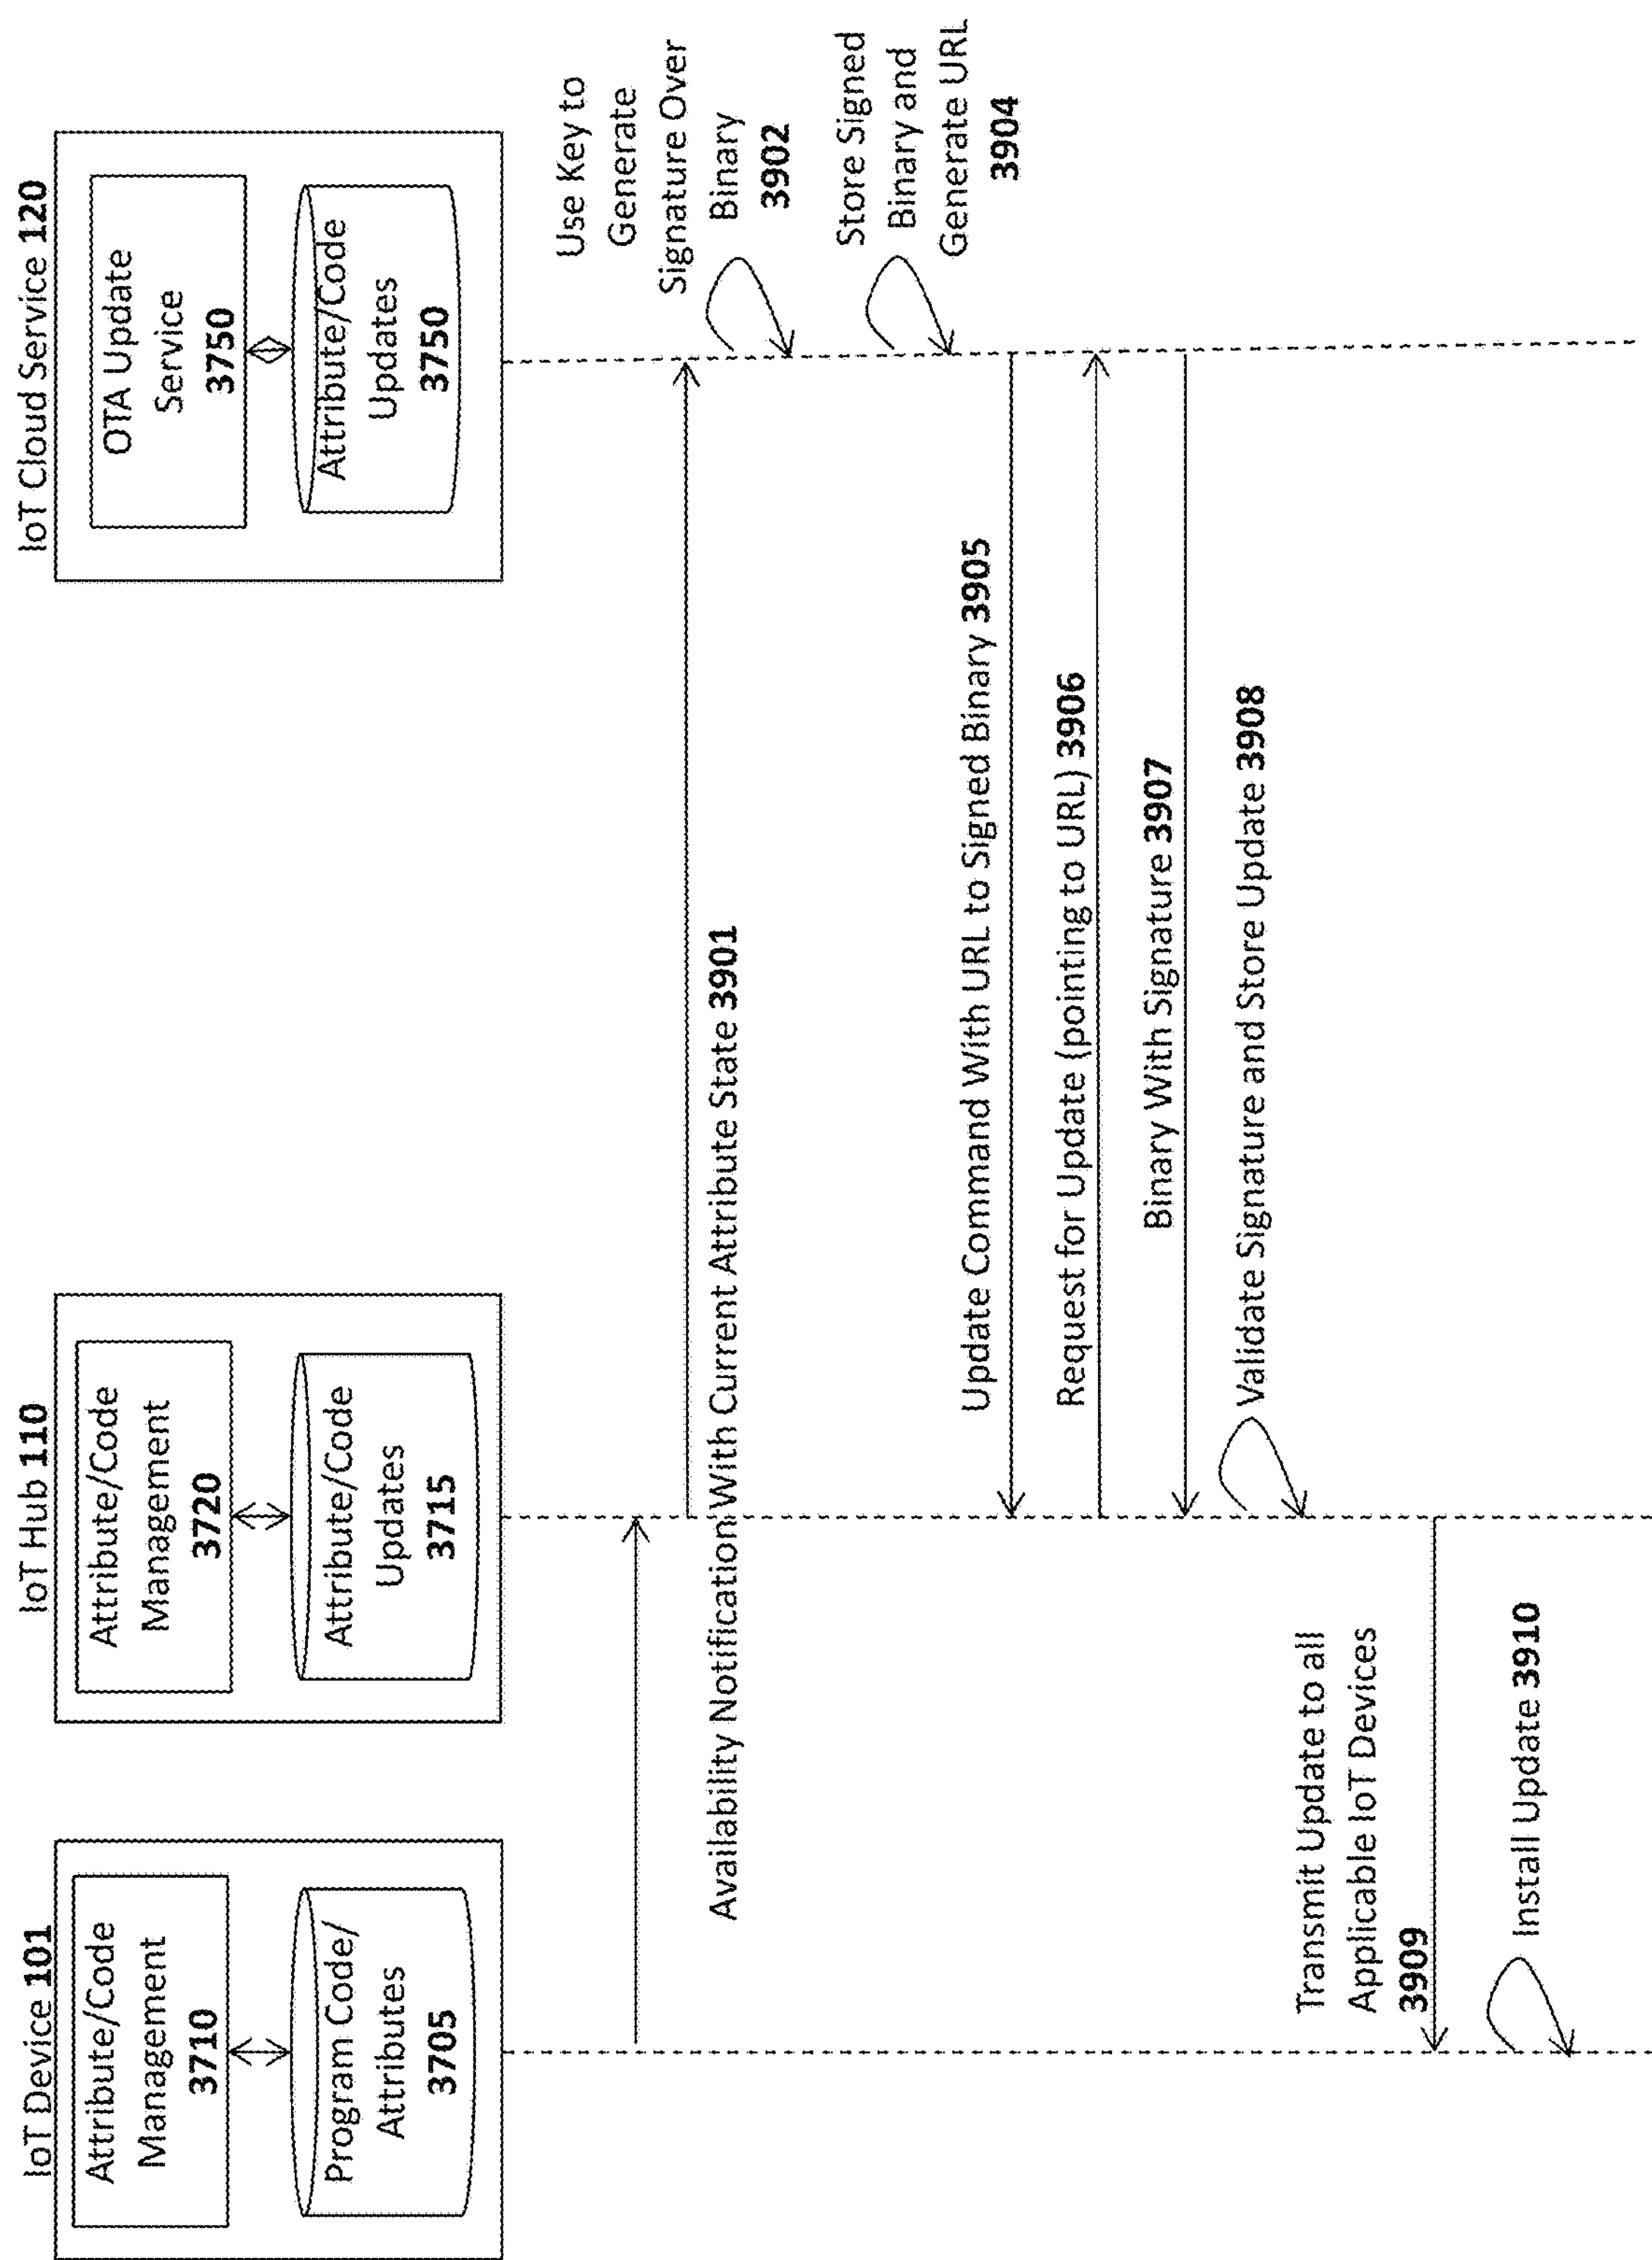 IoT Device 101
Attribute/Code
Management
3710
Program Code/
Attributes
3705
IoT Hub 110
Attribute/Code
Management
3720
Attribute/Code
Updates
3715
IoT Cloud Service 120
OTA Update
Service
3750
Attribute/Code
Updates
3750
Availability Notification With Current Attribute State 3901
Use Key to
Generate
Signature Over
Binary
3902
Store Signed
Binary and
Generate URL
3904
Update Command With URL to Signed Binary 3905
Request for Update (pointing to URL) 3906
Binary With Signature 3907
Validate Signature and Store Update 3908
Transmit Update to all
Applicable IoT Devices
3909
Install Update 3910